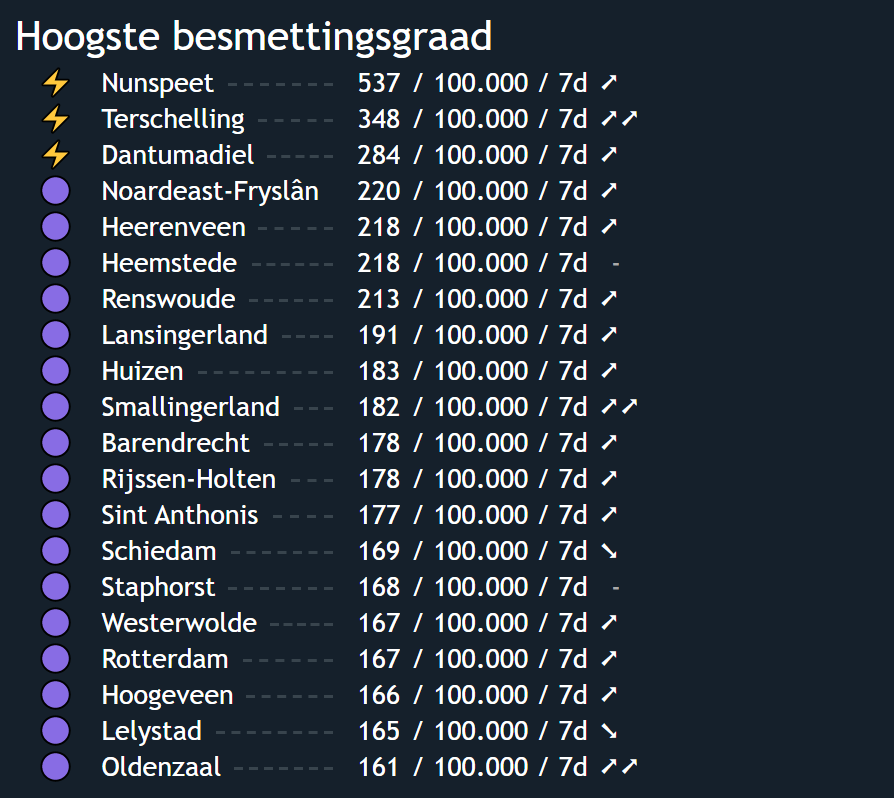 Hoogste besmettingsgraad
⚡ Nunspeet ------- 537 / 100.000 / 7d ➚
⚡ Terschelling ----- 348 / 100.000 / 7d ➚➚
⚡ Dantumadiel ----- 284 / 100.000 / 7d ➚
Noardeast-Fryslân 220 / 100.000 / 7d ➚
Heerenveen ----- 218 / 100.000 / 7d ➚
Heemstede ------ 218 / 100.000 / 7d -
Renswoude ------ 213 / 100.000 / 7d ➚
Lansingerland ---- 191 / 100.000 / 7d ➚
Huizen --------- 183 / 100.000 / 7d ➚
Smallingerland --- 182 / 100.000 / 7d ➚➚
Barendrecht ----- 178 / 100.000 / 7d ➚
Rijssen-Holten --- 178 / 100.000 / 7d ➚
Sint Anthonis ---- 177 / 100.000 / 7d ➚
Schiedam ------- 169 / 100.000 / 7d ➘
Staphorst ------- 168 / 100.000 / 7d -
Westerwolde ----- 167 / 100.000 / 7d ➚
Rotterdam ------ 167 / 100.000 / 7d ➚
Hoogeveen ------ 166 / 100.000 / 7d ➚
Lelystad -------- 165 / 100.000 / 7d ➘
Oldenzaal ------- 161 / 100.000 / 7d ➚➚